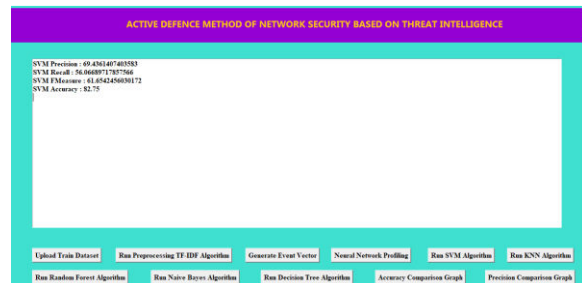 ACTIVE DEFENCE METHOD OF NETWORK SECURITY BASED ON THREAT INTELLIGENCE
SVM Precision : 69.4361407403583
SVM Recall : 56.06689717857566
SVM FMeasure : 61.6542456030172
SVM Accuracy : 82.75
Upload Train Dataset
Run Preprocessing TF-IDF Algorithm
Generate Event Vector
Neural Network Profiling
Run SVM Algorithm
Run KNN Algorithm
Run Random Forest Algorithm
Run Naive Bayes Algorithm
Run Decision Tree Algorithm
Accuracy Comparison Graph
Precision Comparison Graph